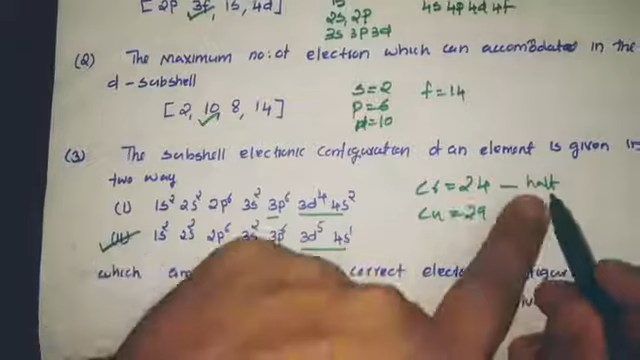 [ 2p 3f, 1s, 4d ]
2s, 2p
3s 3p 3d
4s 4p 4d 4f
(2) The maximum no: of electron which can accomodated in the
d - subshell
[ 2, 10, 8, 14 ]
s = 2
p = 6
d = 10
f = 14
(3) The subshell electronic configuration of an element is given in
two way
(i) 1s² 2s² 2p⁶ 3s² 3p⁶ 3d⁴ 4s²
(ii) 1s² 2s² 2p⁶ 3s² 3p⁶ 3d⁵ 4s¹
Cr = 24 — half
Cu = 29
which correct